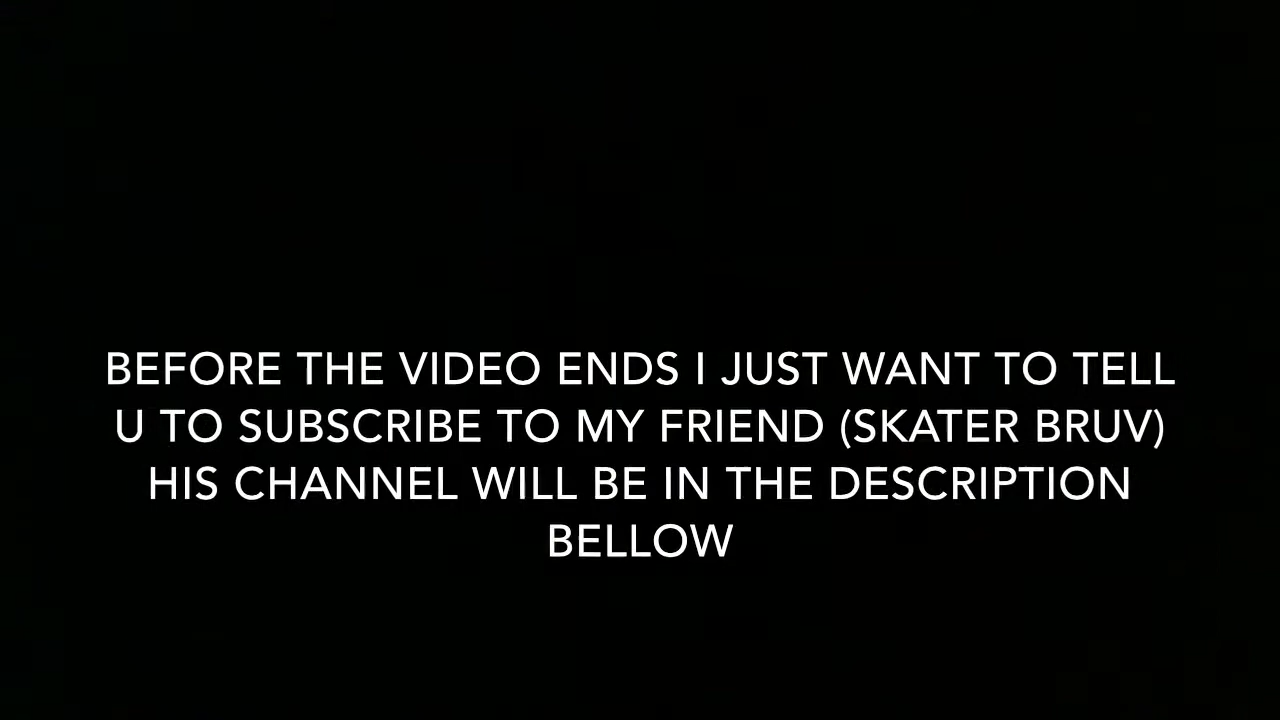 BEFORE THE VIDEO ENDS I JUST WANT TO TELL
U TO SUBSCRIBE TO MY FRIEND (SKATER BRUV)
HIS CHANNEL WILL BE IN THE DESCRIPTION
BELLOW